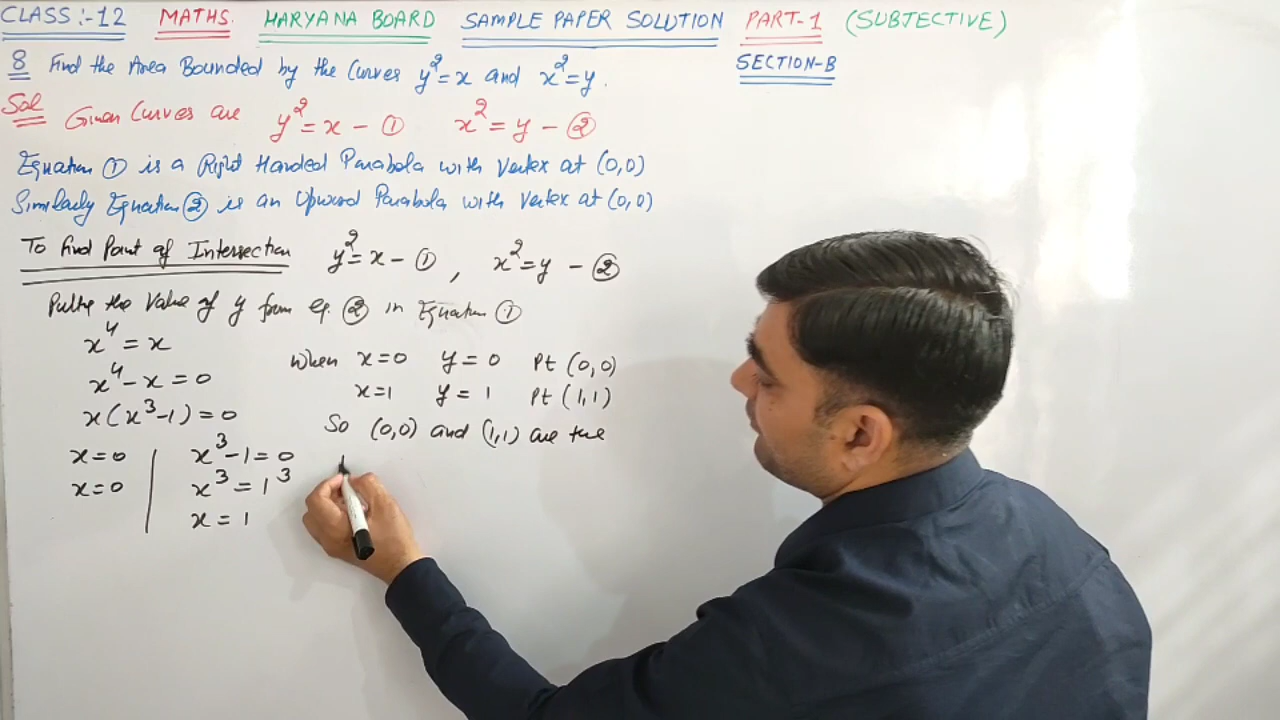 CLASS :- 12 MATHS. HARYANA BOARD SAMPLE PAPER SOLUTION PART-1 (SUBJECTIVE)
8 Find the Area Bounded by the Curves y²=x and x²=y.
SECTION-B
Sol Given Curves are y²=x - ① x²=y - ②
Equation ① is a Right Handed Parabola with Vertex at (0,0)
Similarly Equation ② is an Upward Parabola with Vertex at (0,0)
To Find Point of Intersection y²=x - ① , x²=y - ②
Putting the Value of y from eq. ② in Equation ①
x⁴ = x
x⁴ - x = 0
x(x³-1) = 0
x=0 x³-1=0
x=0 x³ = 1³
x = 1
When x=0 y=0 Pt (0,0)
x=1 y=1 Pt (1,1)
So (0,0) and (1,1) are the